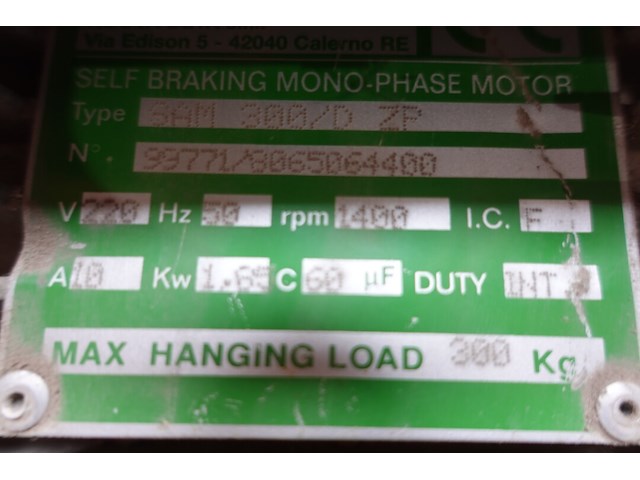 Via Edison 5 - 42040 Calerno RE
SELF BRAKING MONO-PHASE MOTOR
Type SAM 300/D ZP
N°. 99771/8065064400
V 220 Hz 50 rpm 1400 I.C. F
A 10 Kw 1.65 C 60 µF DUTY INT
MAX HANGING LOAD 300 Kg